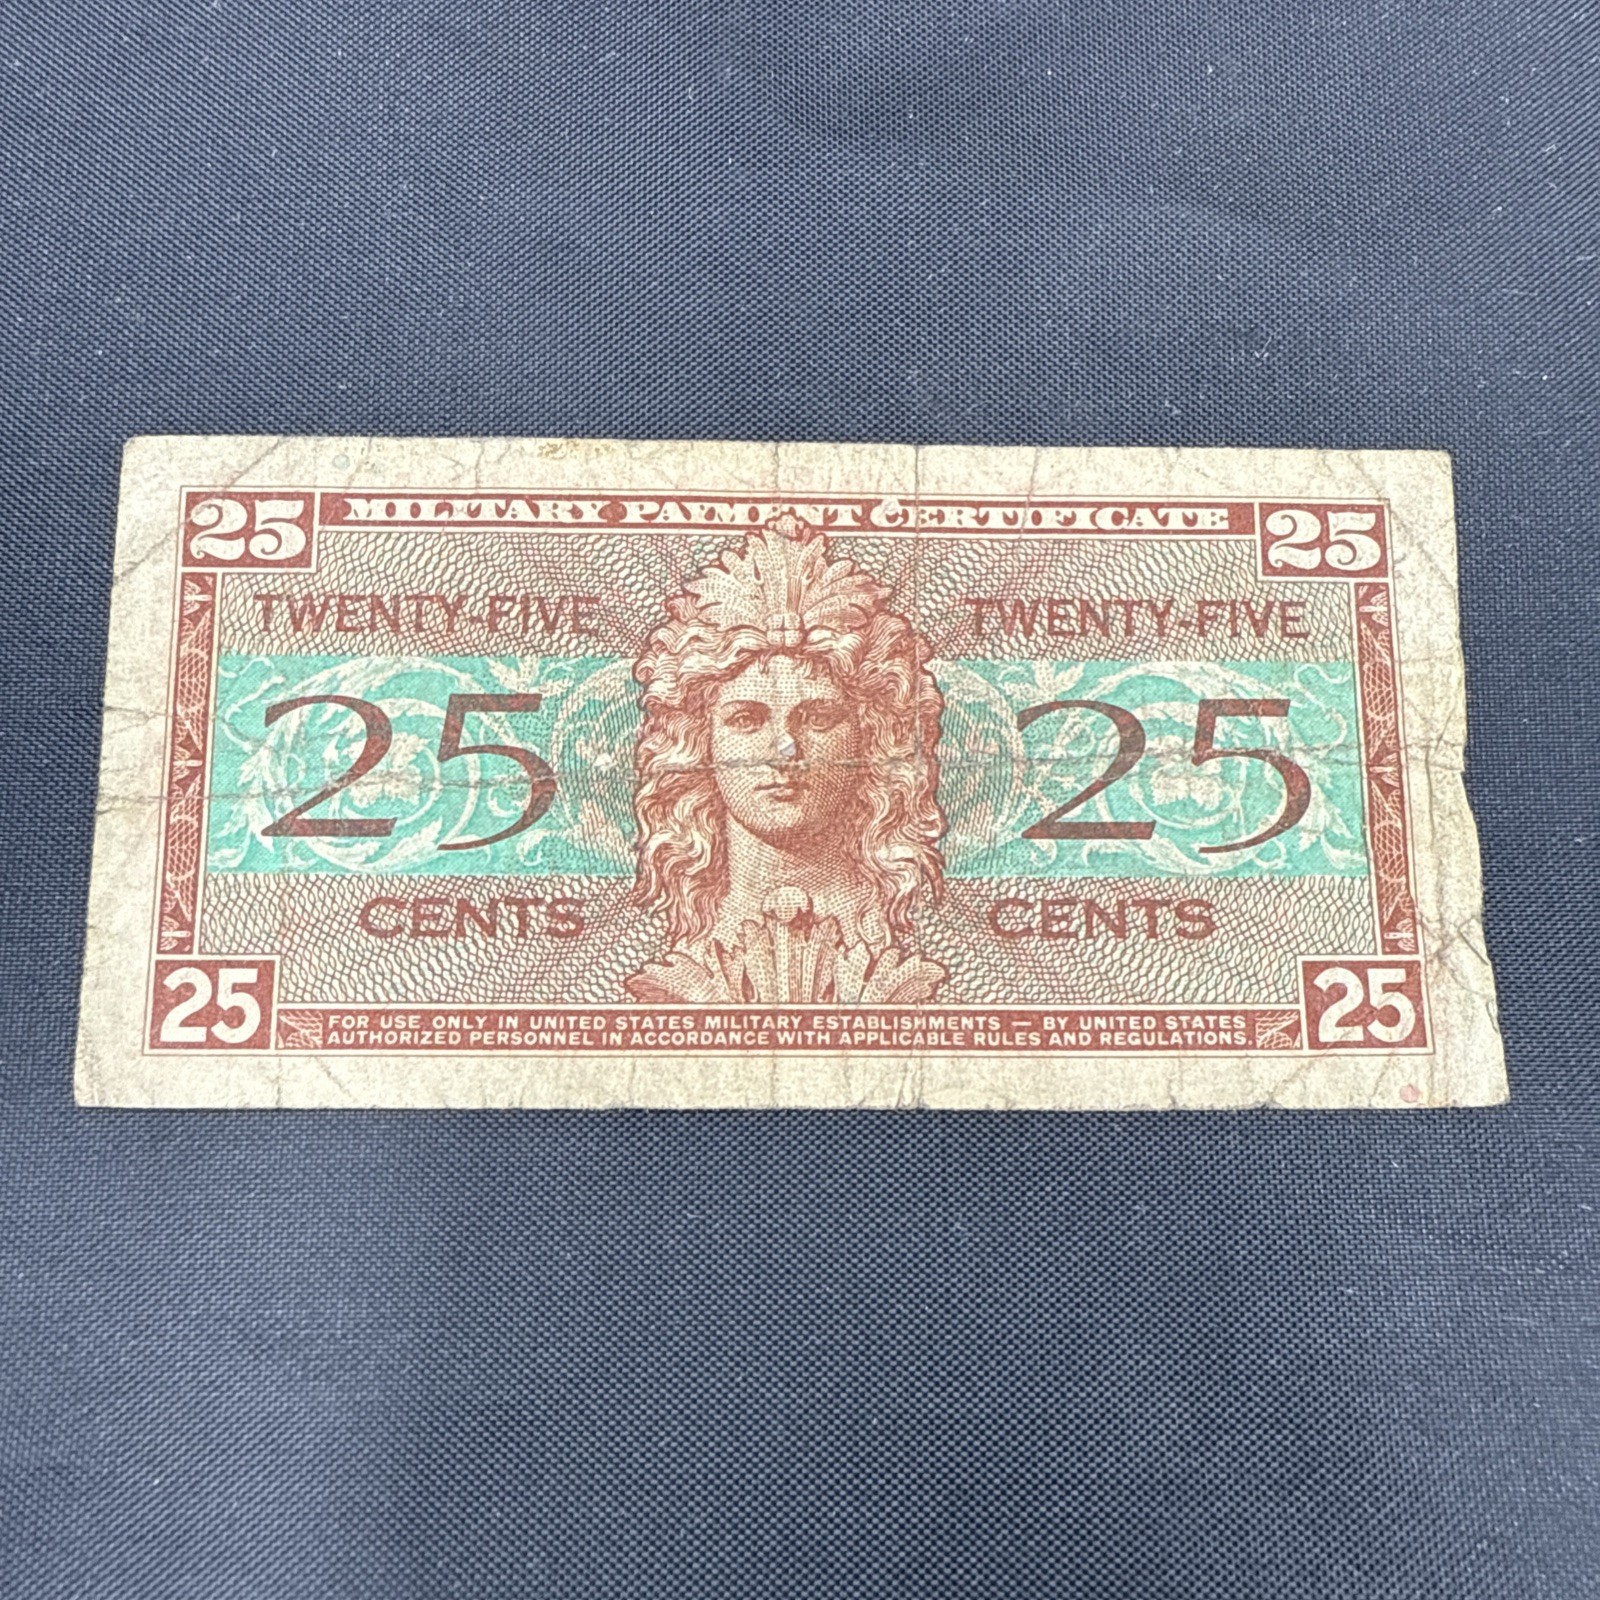 25 MILITARY PAYMENT CERTIFICATE 25
TWENTY-FIVE TWENTY-FIVE
25 25
CENTS CENTS
25 25
FOR USE ONLY IN UNITED STATES MILITARY ESTABLISHMENTS — BY UNITED STATES
AUTHORIZED PERSONNEL IN ACCORDANCE WITH APPLICABLE RULES AND REGULATIONS.